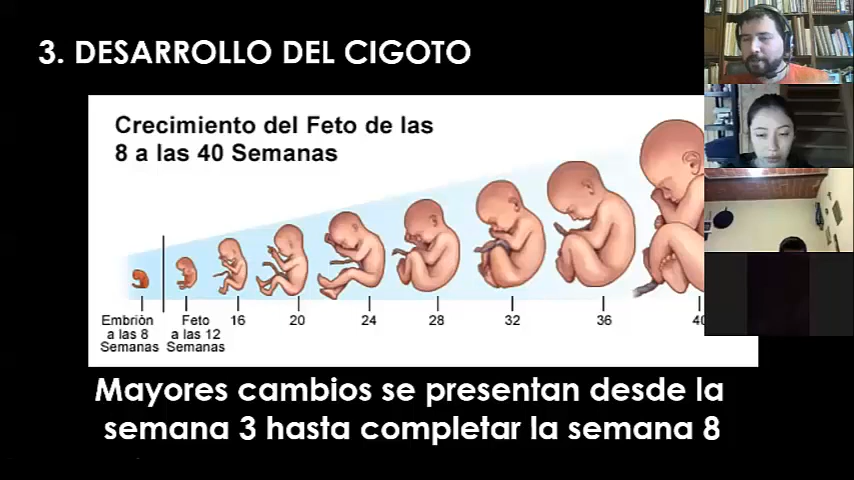 3. DESARROLLO DEL CIGOTO
Crecimiento del Feto de las
8 a las 40 Semanas
Embrión
a las 8
Semanas
Feto
a las 12
Semanas
16
20
24
28
32
36
40
Mayores cambios se presentan desde la
semana 3 hasta completar la semana 8